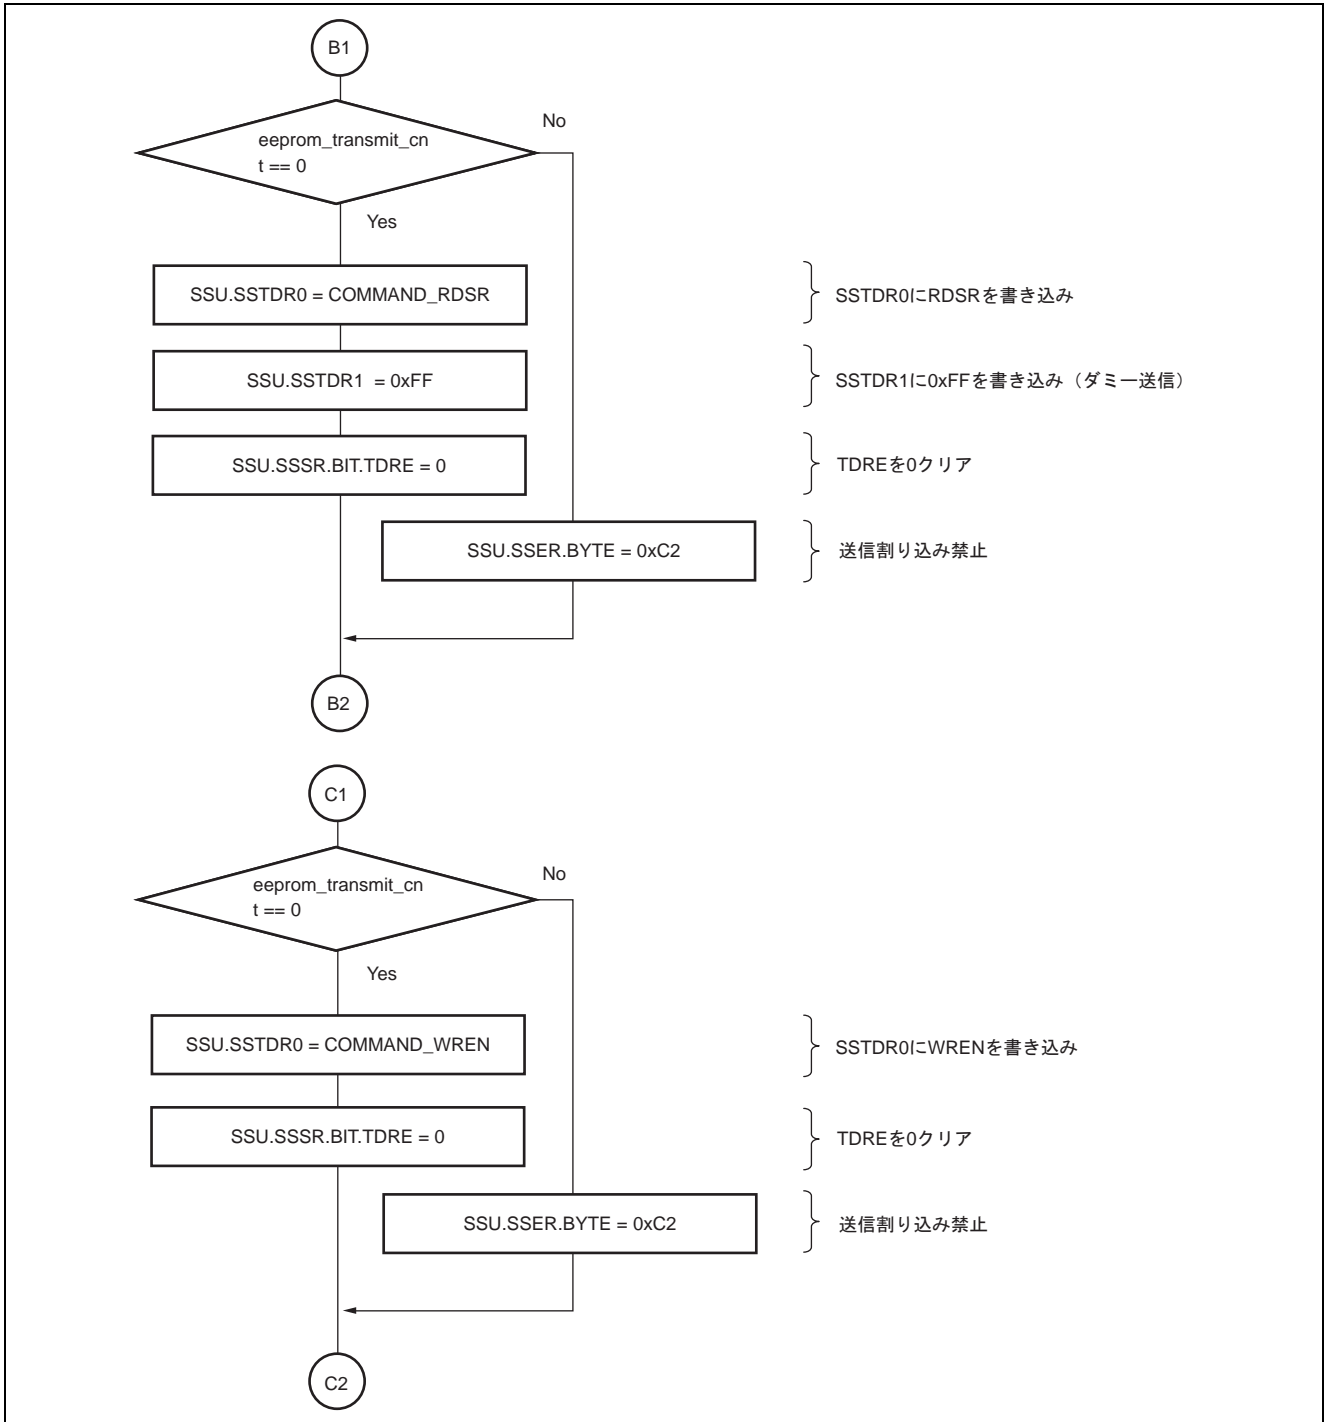 B1
eeprom_transmit_cn
t == 0
No
Yes
SSU.SSTDR0 = COMMAND_RDSR
SSTDR0にRDSRを書き込み
SSU.SSTDR1 = 0xFF
SSTDR1に0xFFを書き込み（ダミー送信）
SSU.SSSR.BIT.TDRE = 0
TDREを0クリア
SSU.SSER.BYTE = 0xC2
送信割り込み禁止
B2
C1
eeprom_transmit_cn
t == 0
No
Yes
SSU.SSTDR0 = COMMAND_WREN
SSTDR0にWRENを書き込み
SSU.SSSR.BIT.TDRE = 0
TDREを0クリア
SSU.SSER.BYTE = 0xC2
送信割り込み禁止
C2